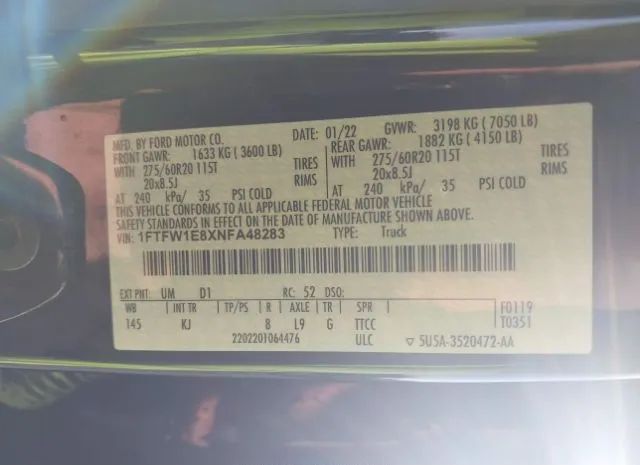 MFD. BY FORD MOTOR CO. DATE: 01/22 GVWR: 3198 KG ( 7050 LB)
FRONT GAWR: 1633 KG ( 3600 LB) REAR GAWR: 1882 KG ( 4150 LB)
WITH 275/60R20 115T TIRES WITH 275/60R20 115T TIRES
20x8.5J RIMS 20x8.5J RIMS
AT 240 kPa/ 35 PSI COLD AT 240 kPa/ 35 PSI COLD
THIS VEHICLE CONFORMS TO ALL APPLICABLE FEDERAL MOTOR VEHICLE
SAFETY STANDARDS IN EFFECT ON THE DATE OF MANUFACTURE SHOWN ABOVE.
VIN: 1FTFW1E8XNFA48283 TYPE: Truck
EXT PNT: UM D1 RC: 52 DSO:
WB INT TR TP/PS R AXLE TR SPR F0119
145 KJ 8 L9 G TTCC T0351
2202201064476 ULC ▽ 5U5A-3520472-AA